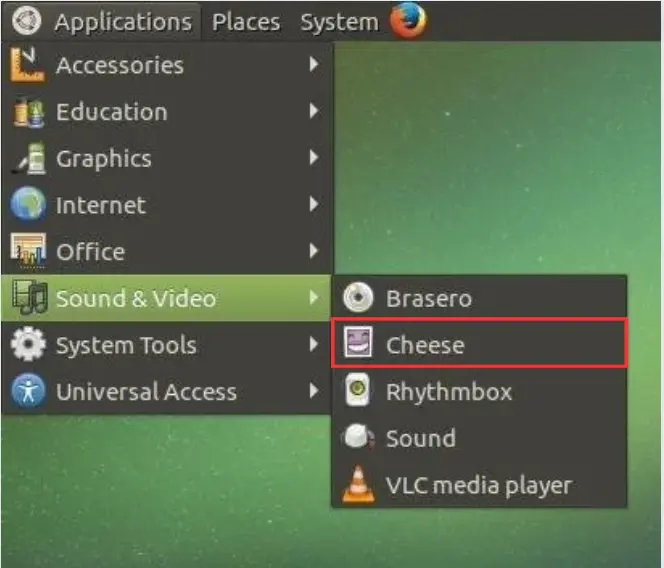 Applications Places System
Accessories
Education
Graphics
Internet
Office
Sound & Video
System Tools
Universal Access
Brasero
Cheese
Rhythmbox
Sound
VLC media player